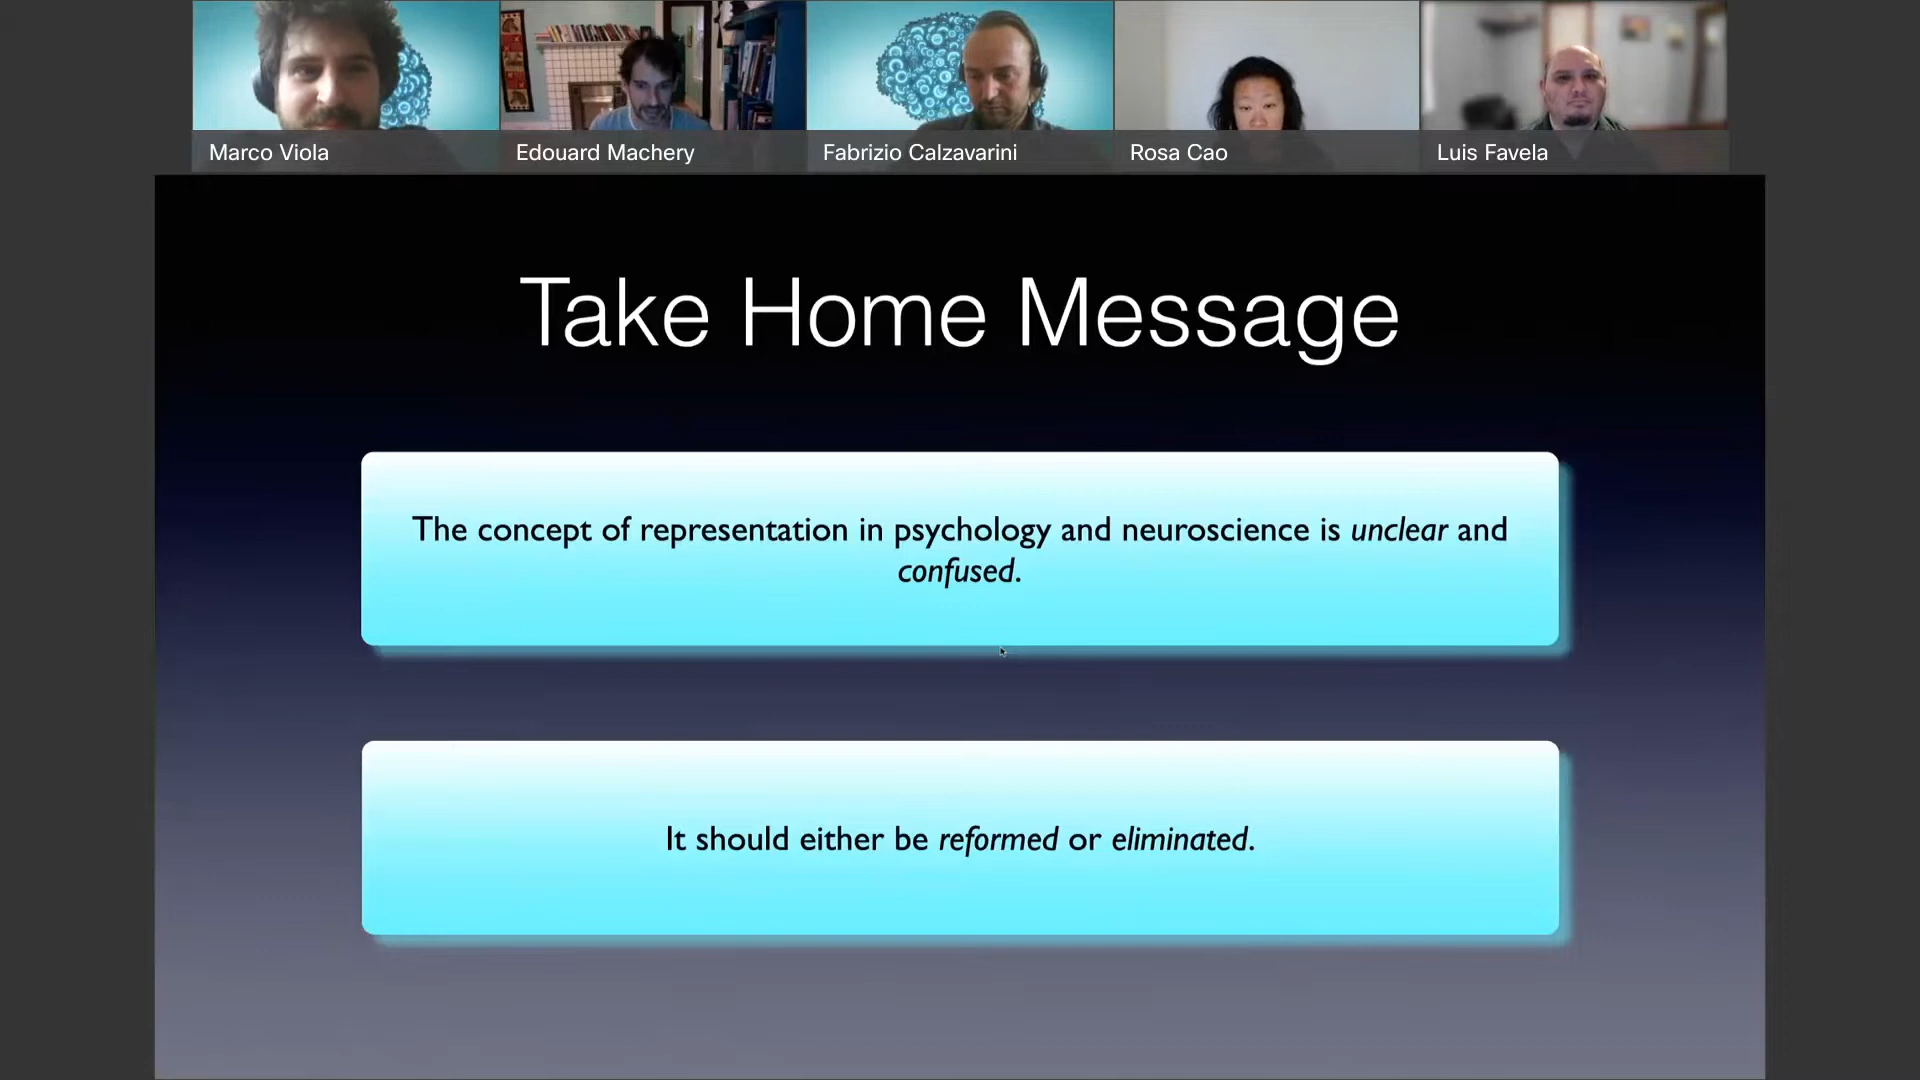 Marco Viola
Edouard Machery
Fabrizio Calzavarini
Rosa Cao
Luis Favela
Take Home Message
The concept of representation in psychology and neuroscience is unclear and
confused.
It should either be reformed or eliminated.